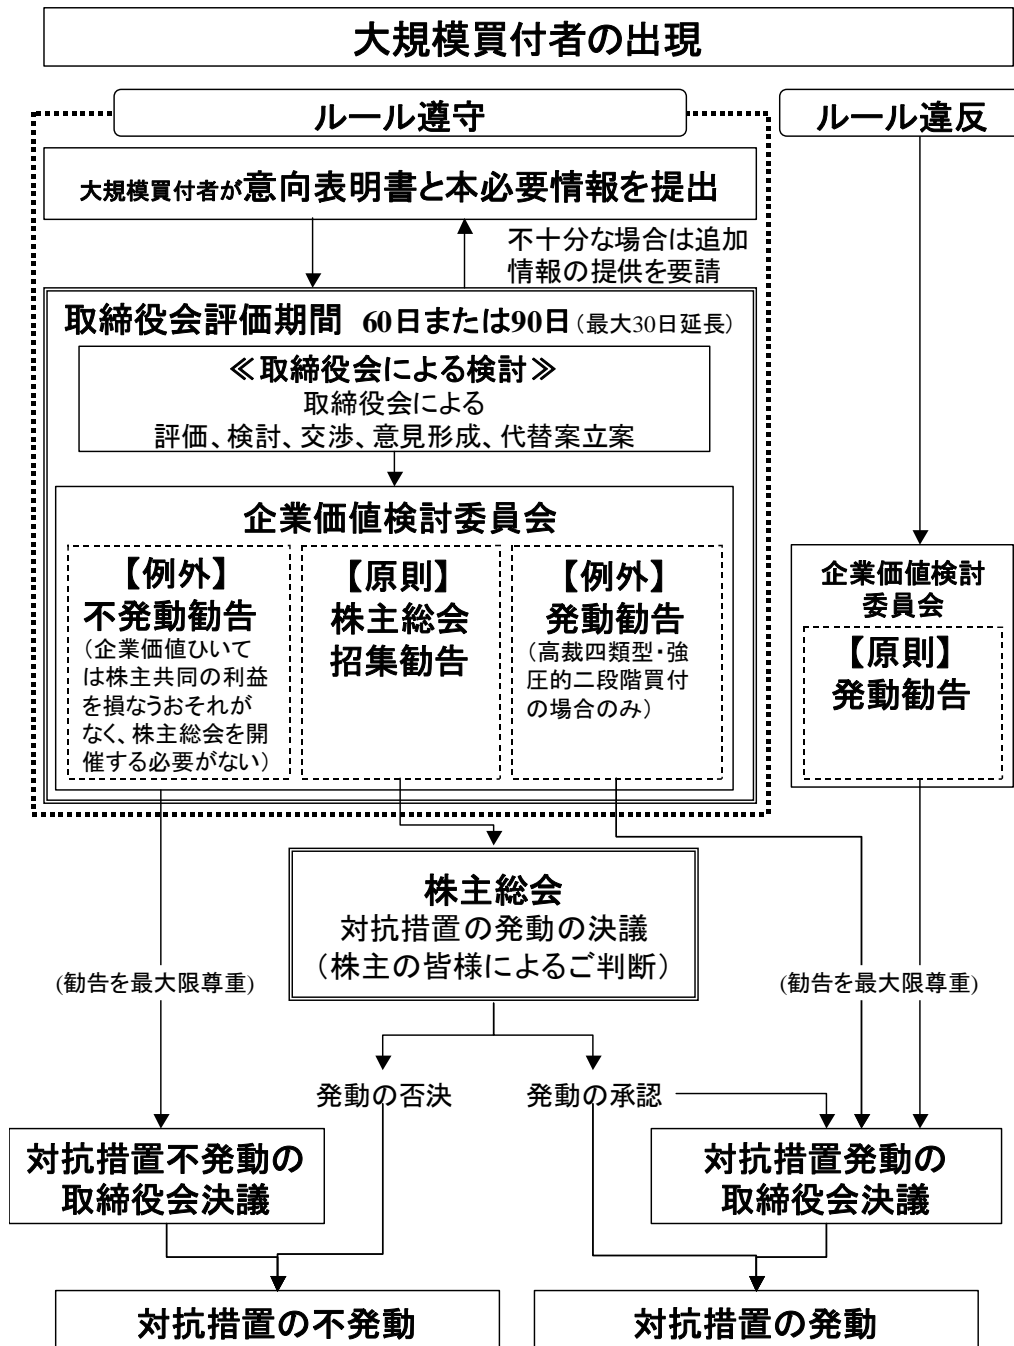 大規模買付者の出現
ルール遵守
ルール違反
大規模買付者が意向表明書と本必要情報を提出
不十分な場合は追加
情報の提供を要請
取締役会評価期間 60日または90日（最大30日延長）
≪取締役会による検討≫
取締役会による
評価、検討、交渉、意見形成、代替案立案
企業価値検討委員会
【例外】
不発動勧告
（企業価値ひいて
は株主共同の利益
を損なうおそれが
なく、株主総会を開
催する必要がない）
【原則】
株主総会
招集勧告
【例外】
発動勧告
（高裁四類型・強
圧的二段階買付
の場合のみ）
企業価値検討
委員会
【原則】
発動勧告
株主総会
対抗措置の発動の決議
（株主の皆様によるご判断）
(勧告を最大限尊重)
(勧告を最大限尊重)
発動の否決
発動の承認
対抗措置不発動の
取締役会決議
対抗措置発動の
取締役会決議
対抗措置の不発動
対抗措置の発動